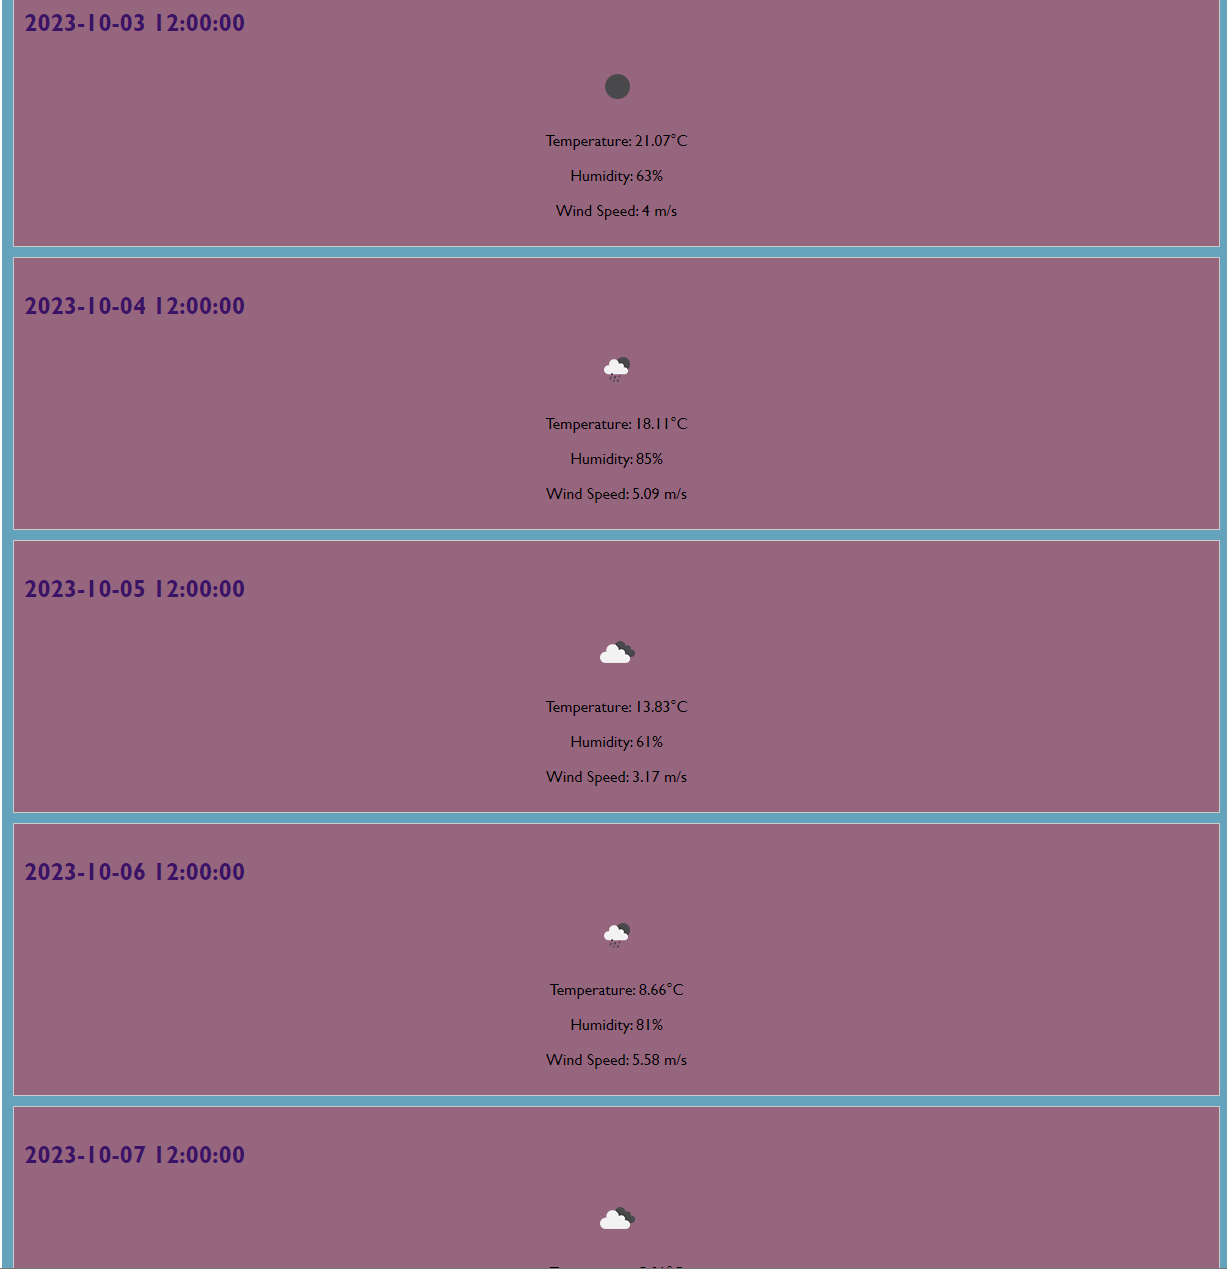 2023-10-03 12:00:00
Temperature: 21.07°C
Humidity: 63%
Wind Speed: 4 m/s
2023-10-04 12:00:00
Temperature: 18.11°C
Humidity: 85%
Wind Speed: 5.09 m/s
2023-10-05 12:00:00
Temperature: 13.83°C
Humidity: 61%
Wind Speed: 3.17 m/s
2023-10-06 12:00:00
Temperature: 8.66°C
Humidity: 81%
Wind Speed: 5.58 m/s
2023-10-07 12:00:00